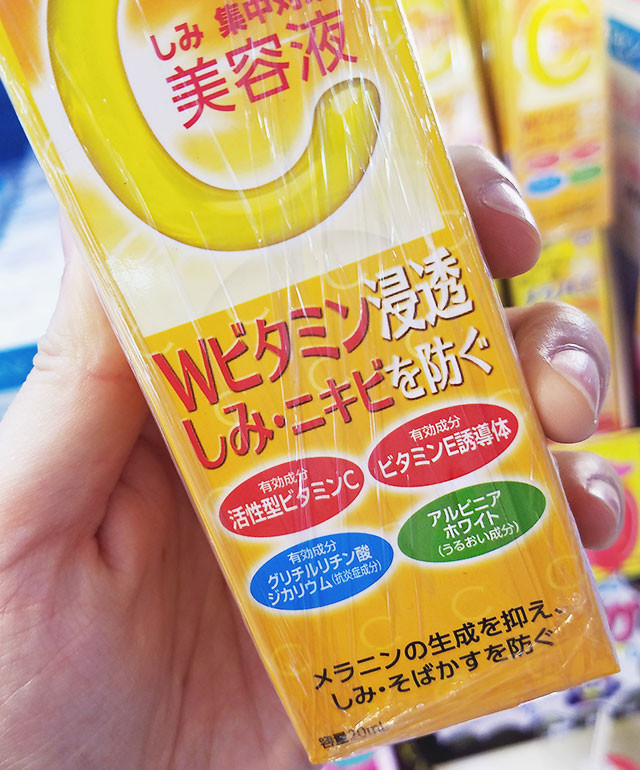 C
しみ 集中対
美容液
Wビタミン浸透
しみ・ニキビを防ぐ
有効成分
活性型ビタミンC
有効成分
ビタミンE誘導体
有効成分
グリチルリチン酸
ジカリウム(抗炎症成分)
アルピニア
ホワイト
(うるおい成分)
メラニンの生成を抑え、
しみ・そばかすを防ぐ
容量20mL